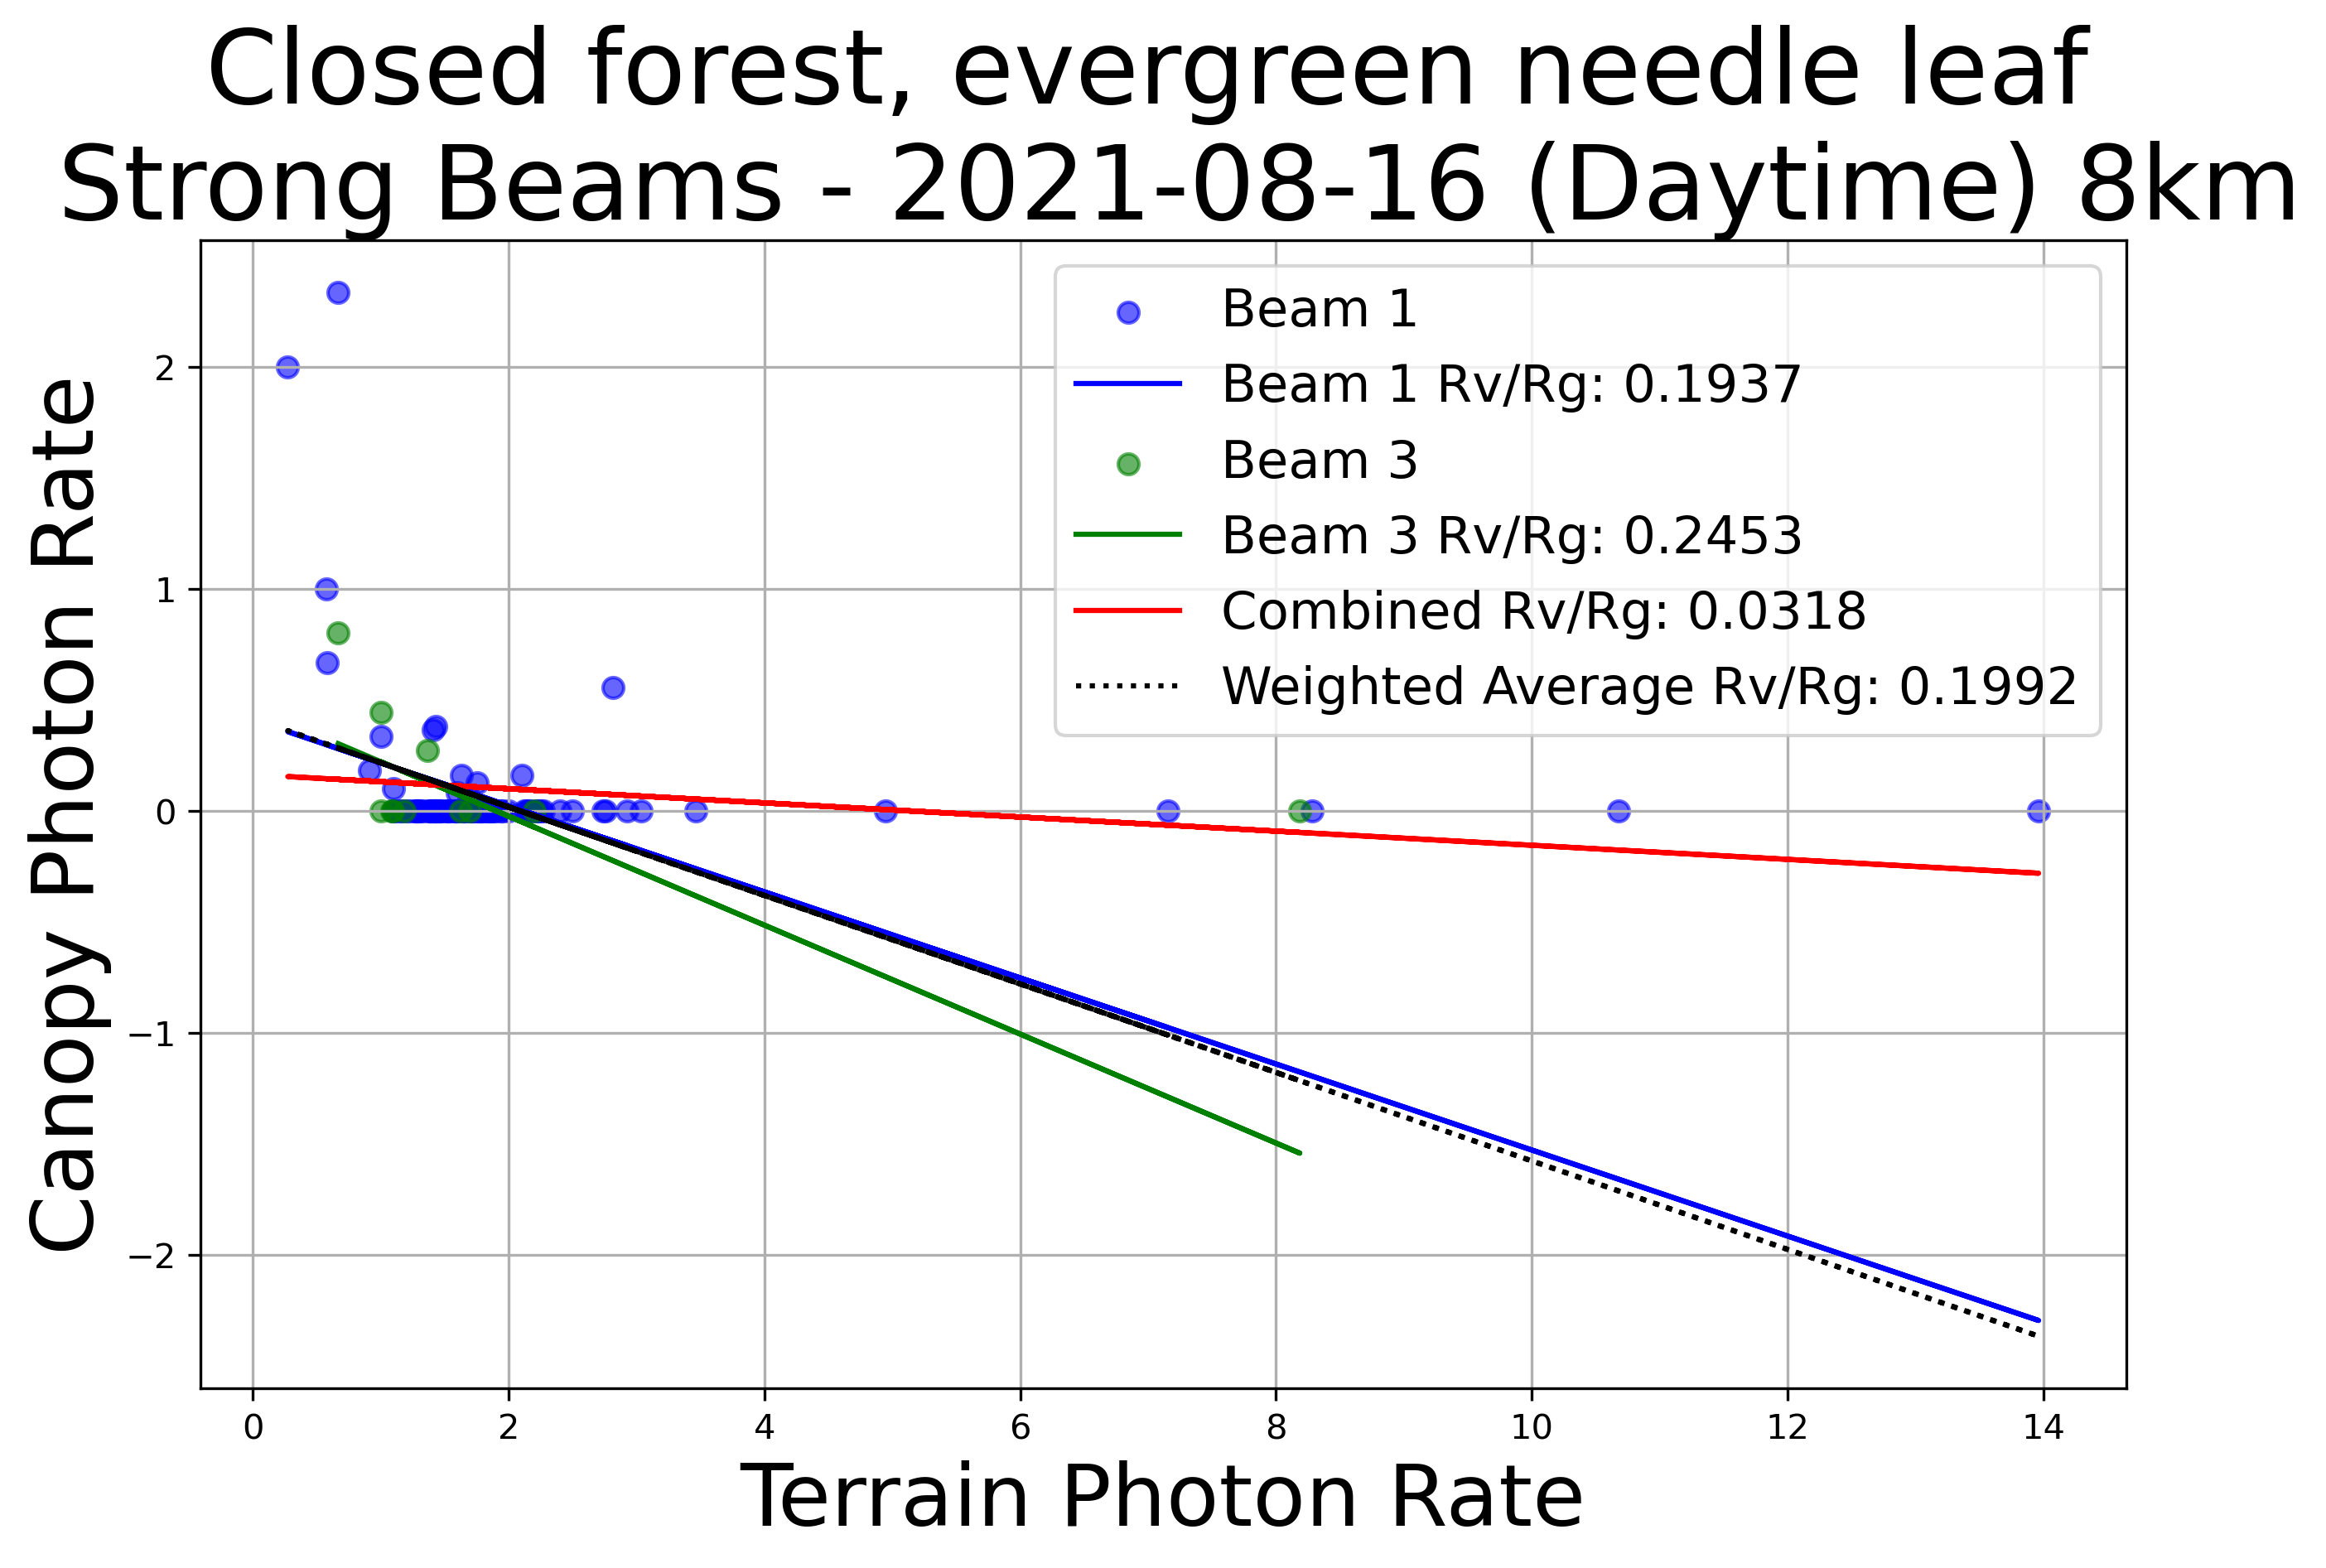 Closed forest, evergreen needle leaf
Strong Beams - 2021-08-16 (Daytime) 8km
Beam 1
Beam 1 Rv/Rg: 0.1937
Beam 3
Beam 3 Rv/Rg: 0.2453
Combined Rv/Rg: 0.0318
Weighted Average Rv/Rg: 0.1992
Canopy Photon Rate
2
1
0
−1
−2
0 2 4 6 8 10 12 14
Terrain Photon Rate